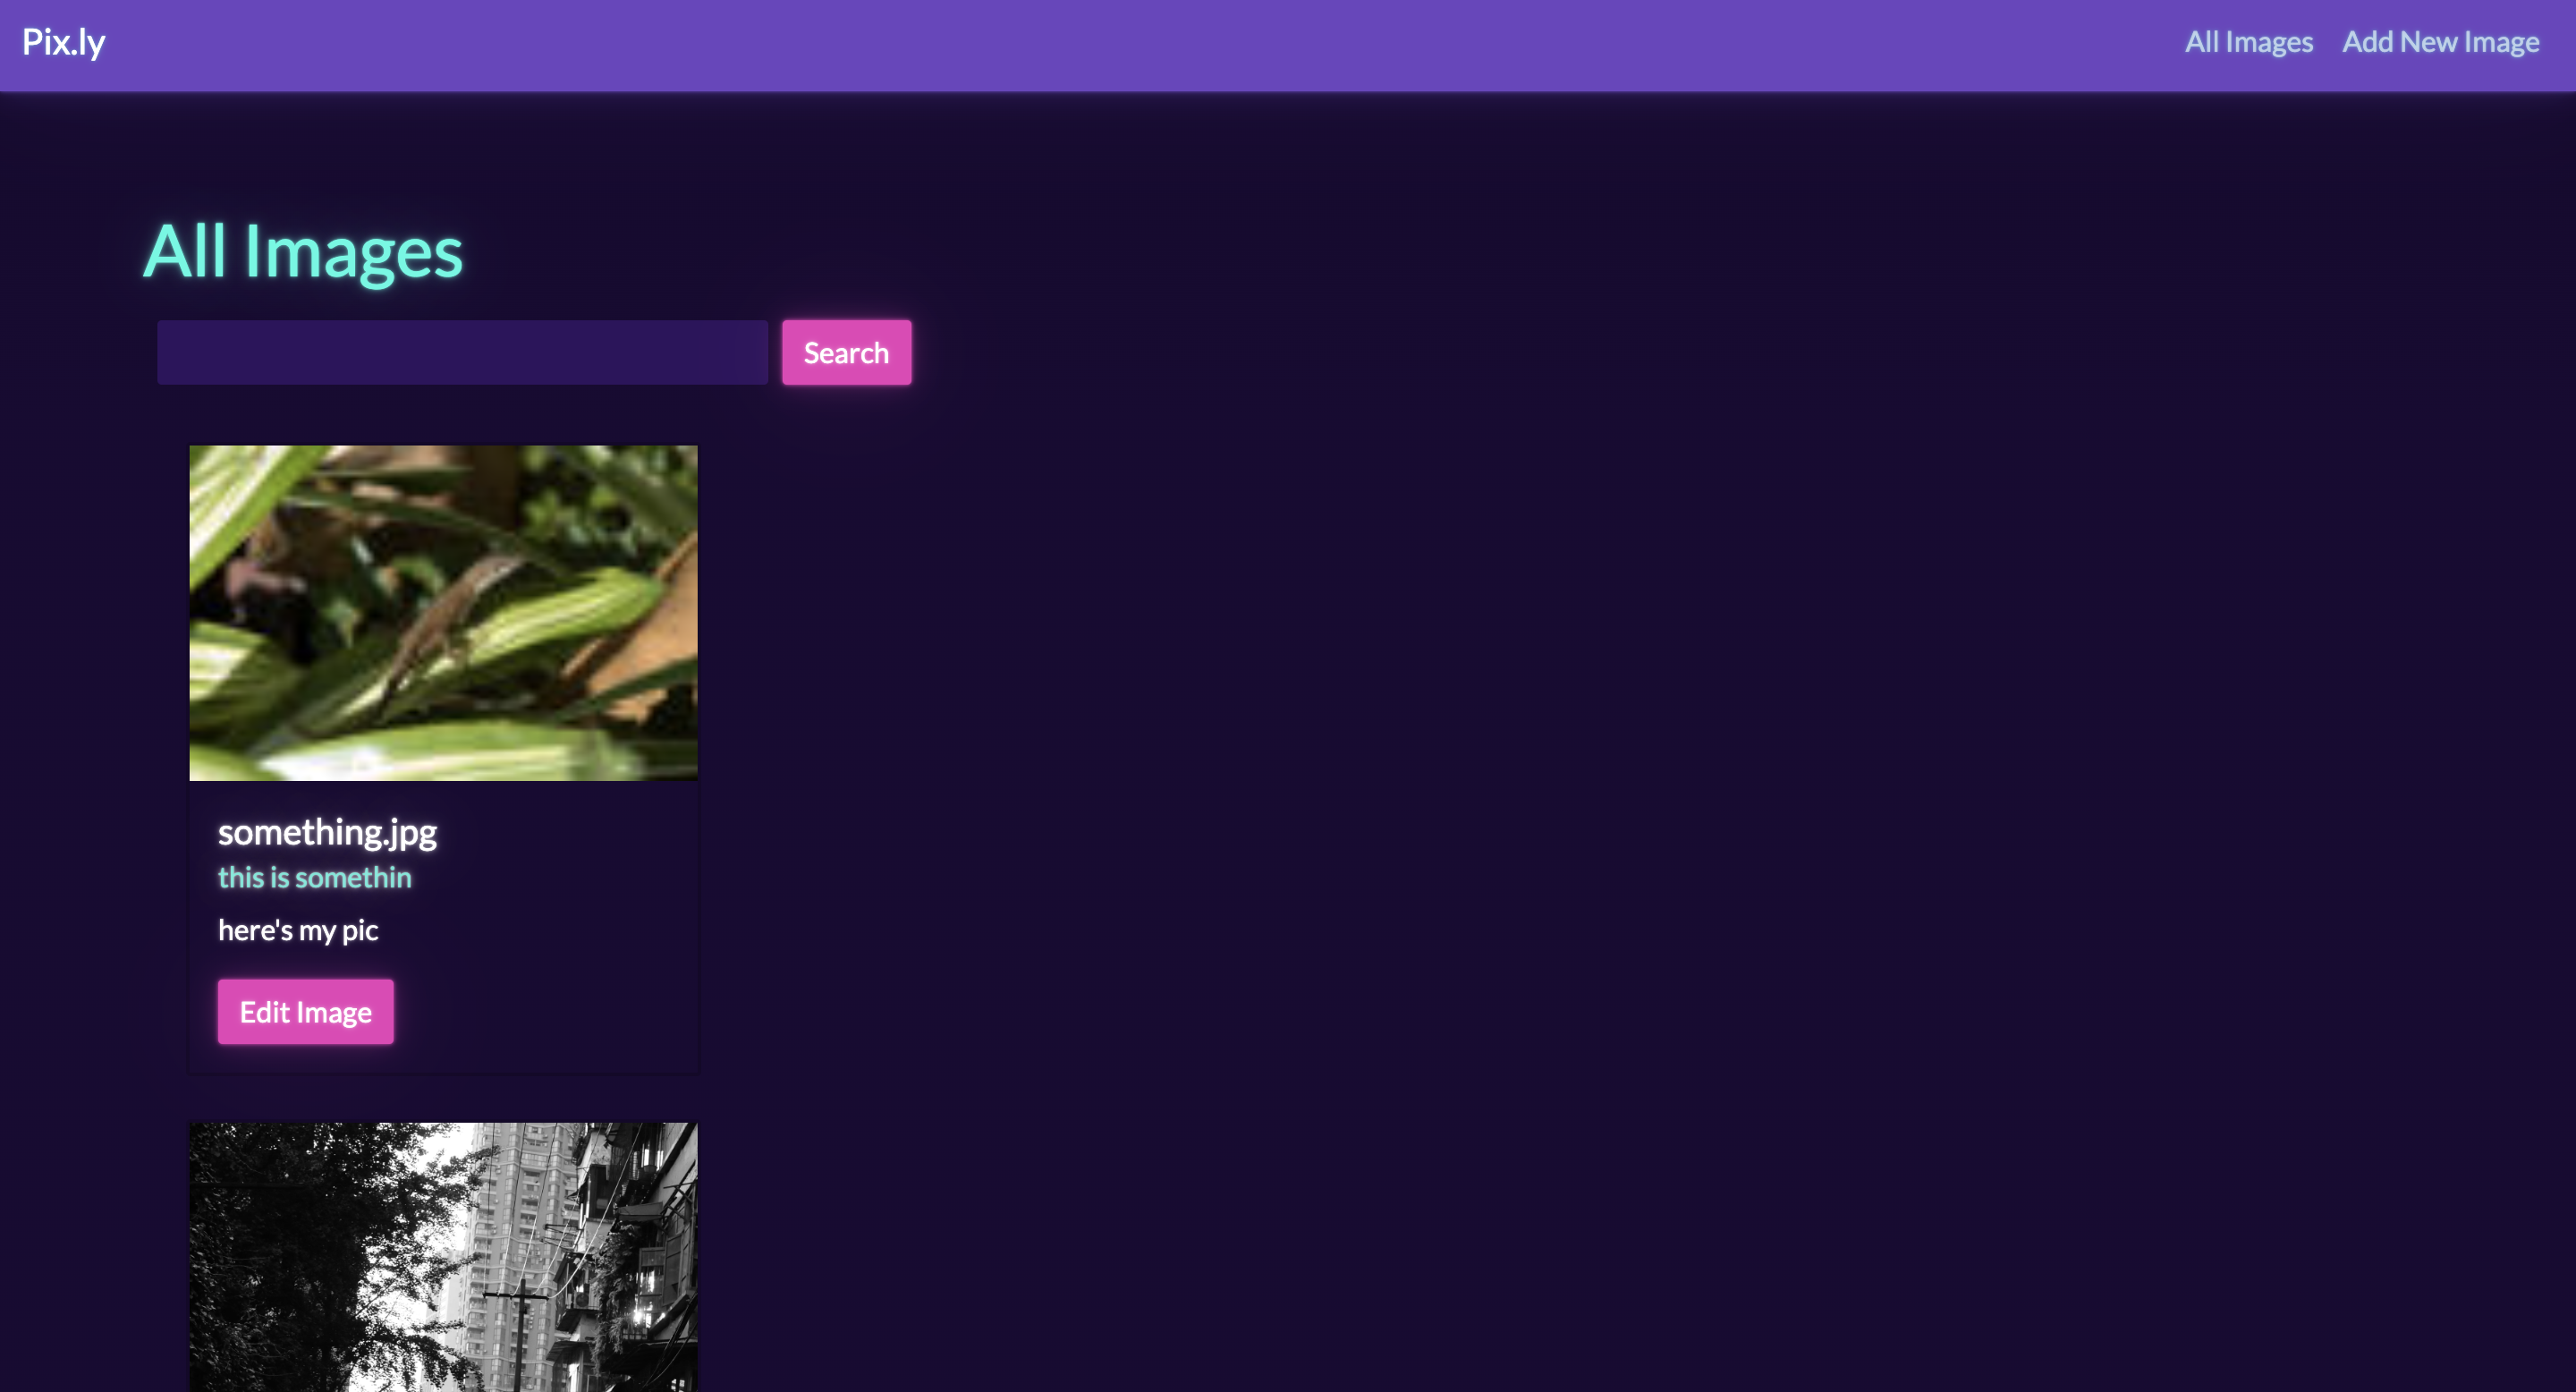 Pix.ly
All Images Add New Image
All Images
Search
something.jpg
this is somethin
here's my pic
Edit Image